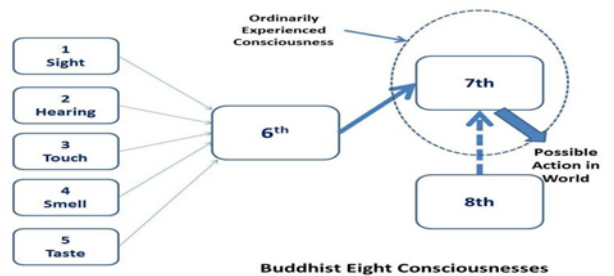 Ordinarily
Experienced
Consciousness
1
Sight
2
Hearing
3
Touch
4
Smell
5
Taste
6th
7th
Possible
Action in
World
8th
Buddhist Eight Consciousnesses